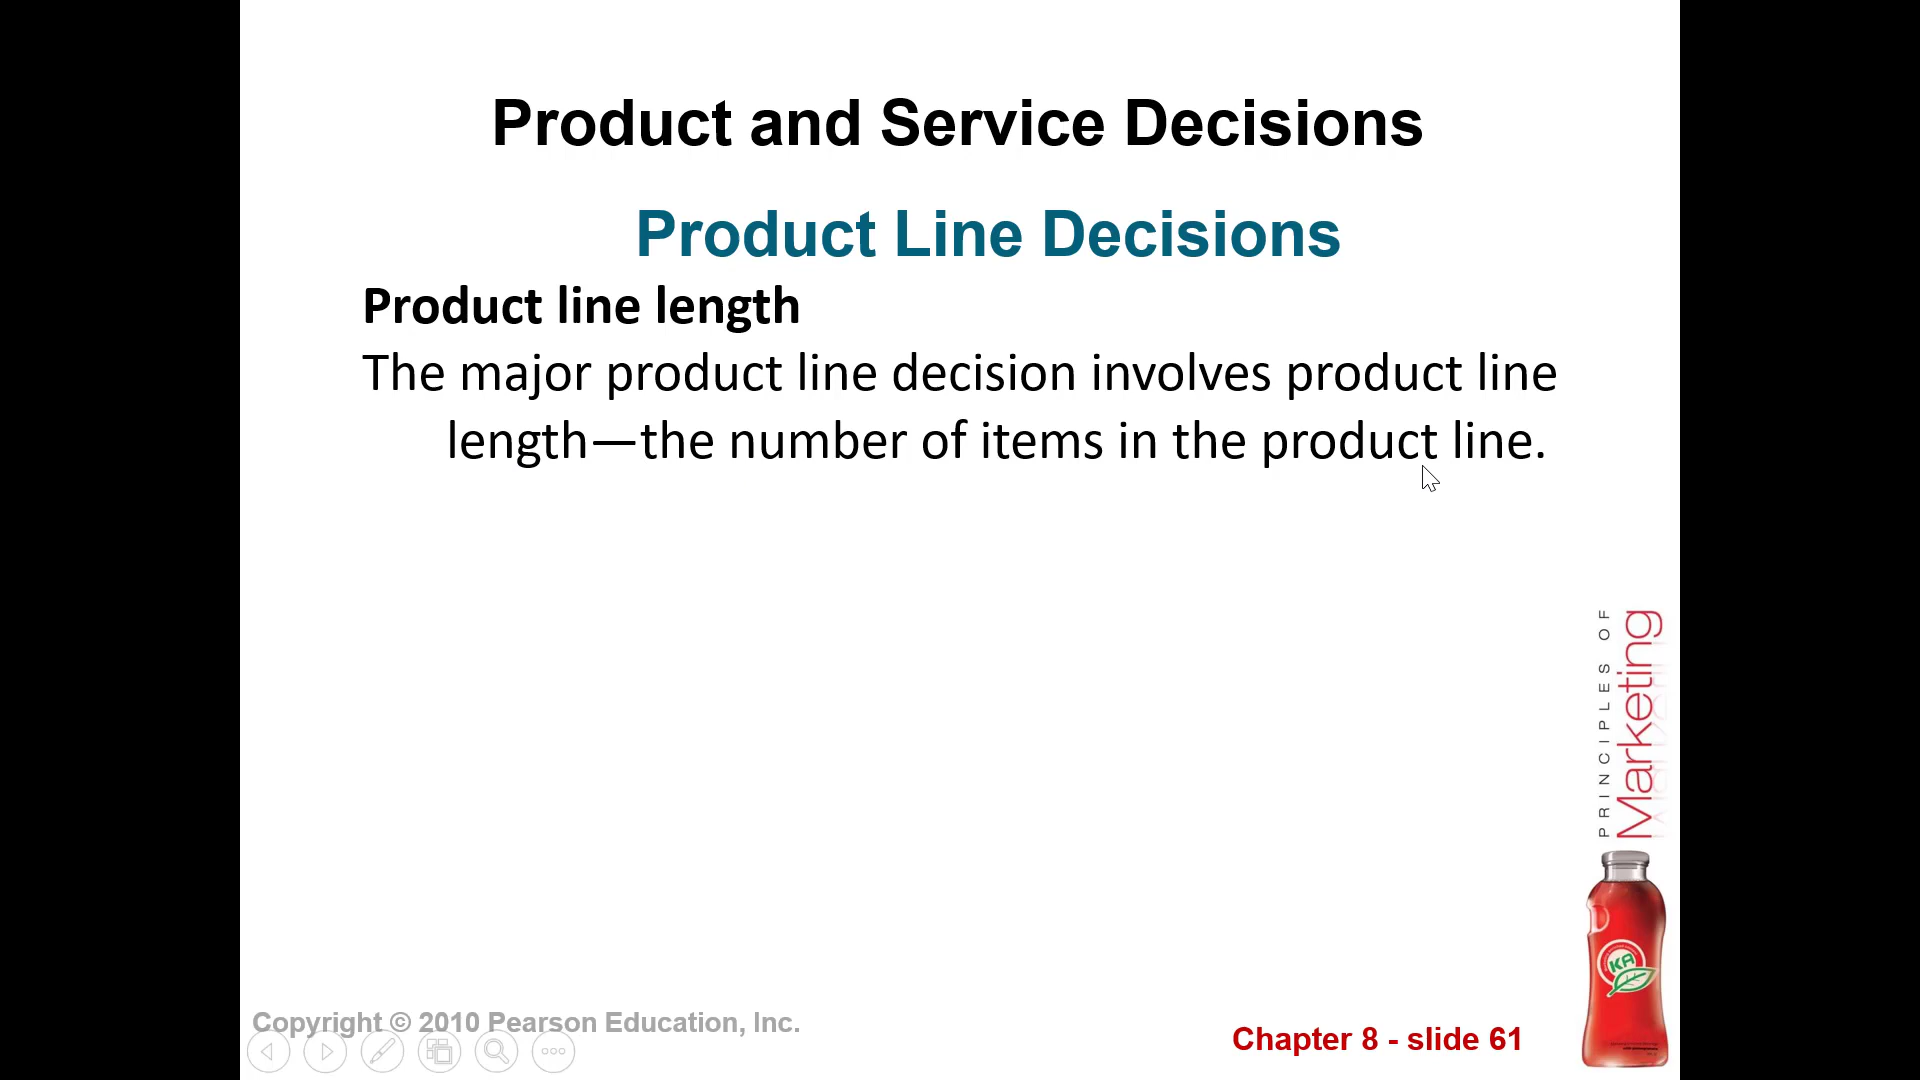 Product and Service Decisions
Product Line Decisions
Product line length
The major product line decision involves product line
length—the number of items in the product line.
PRINCIPLES OF
Marketing
KA
Copyright © 2010 Pearson Education, Inc.
Chapter 8 - slide 61